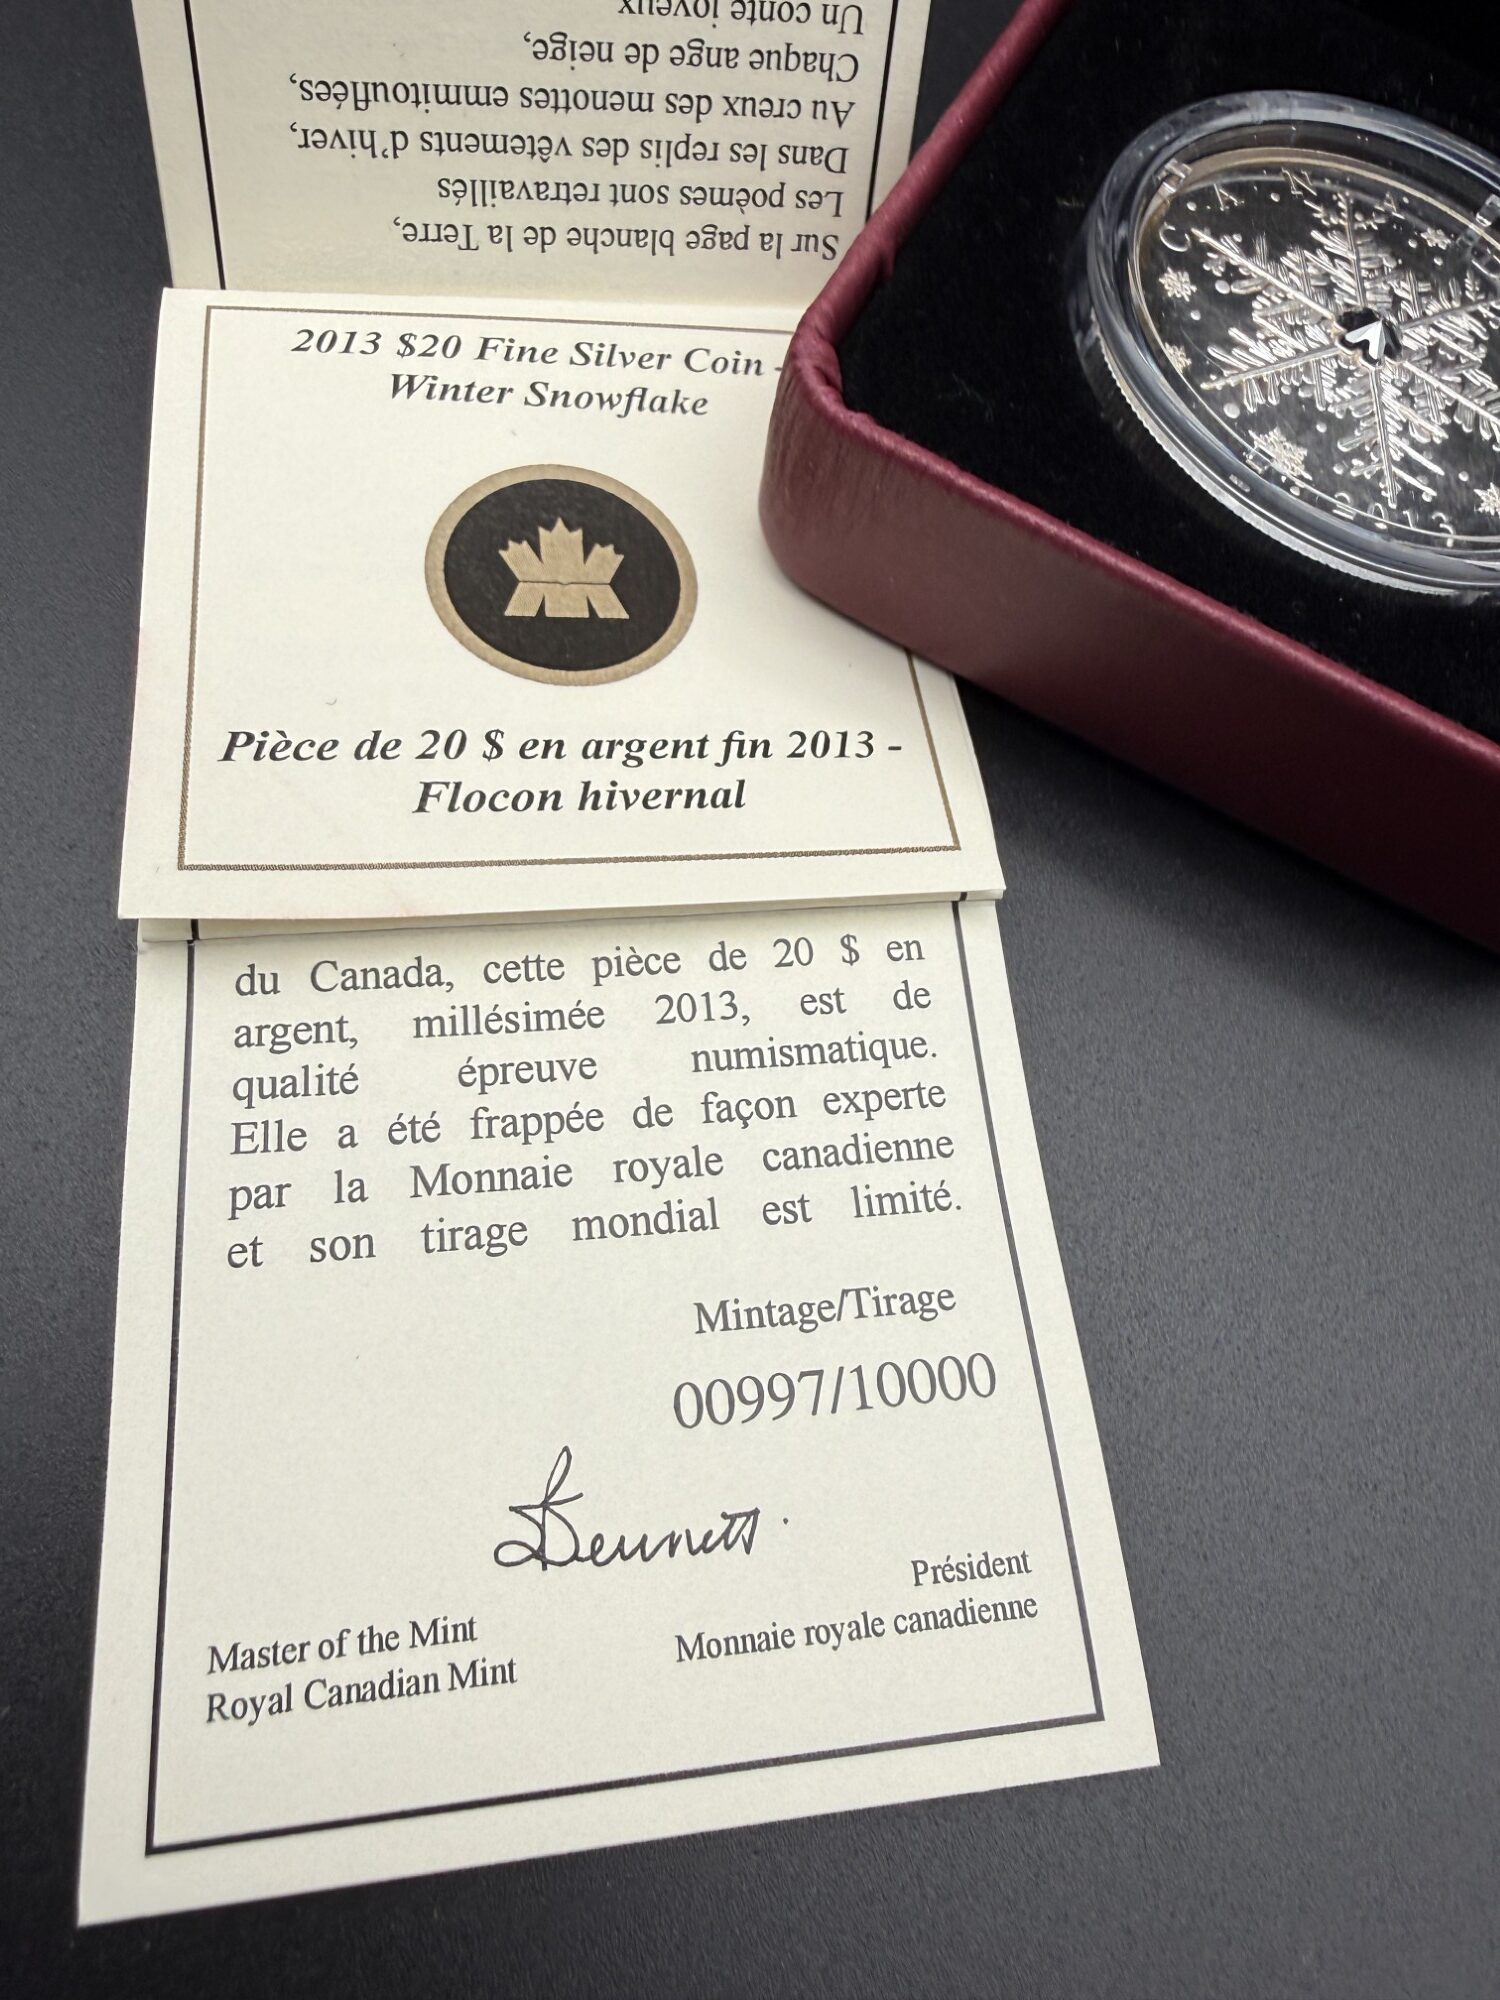 Sur la page blanche de la Terre,
Les poèmes sont retravaillés
Dans les replis des vêtements d'hiver,
Au creux des menottes emmitouflées,
Chaque ange de neige,
Un conte joyeux
2013 $20 Fine Silver Coin -
Winter Snowflake
Pièce de 20 $ en argent fin 2013 -
Flocon hivernal
du Canada, cette pièce de 20 $ en
argent, millésimée 2013, est de
qualité épreuve numismatique.
Elle a été frappée de façon experte
par la Monnaie royale canadienne
et son tirage mondial est limité.
Mintage/Tirage
00997/10000
Bennett
Président
Monnaie royale canadienne
Master of the Mint
Royal Canadian Mint
CANA
2013